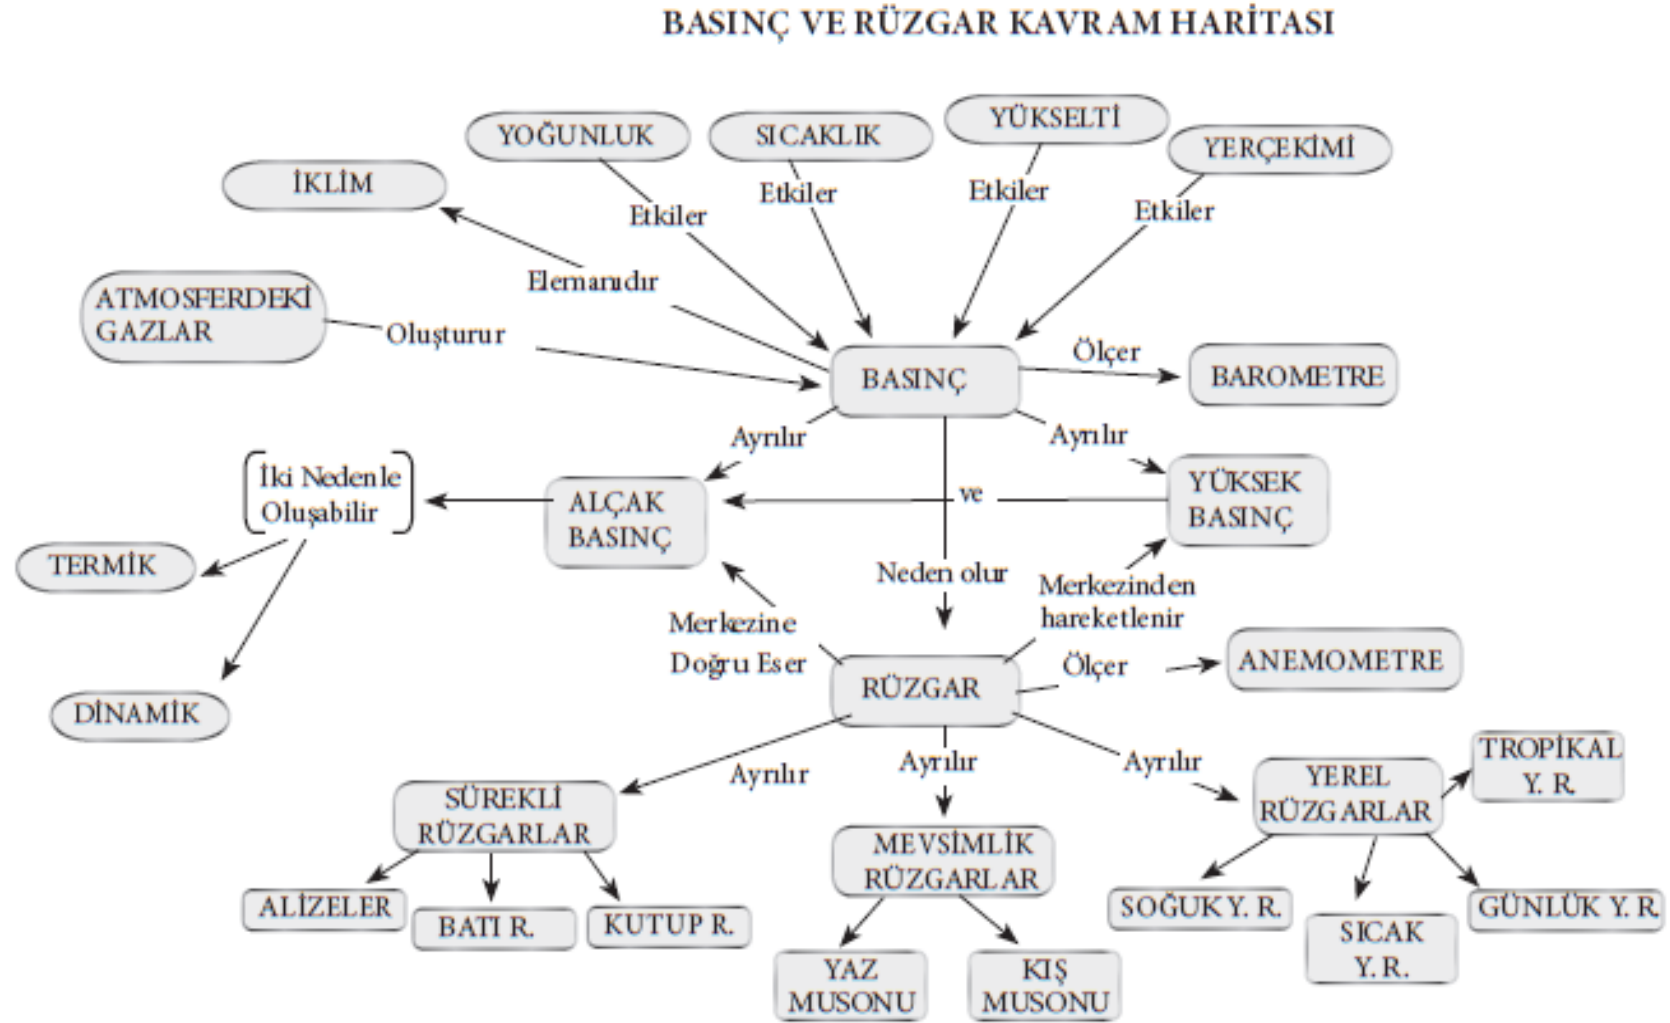 BASINÇ VE RÜZGAR KAVRAM HARİTASI
YOĞUNLUK
SICAKLIK
YÜKSELTİ
YERÇEKİMİ
İKLİM
Etkiler
Etkiler
Etkiler
Etkiler
Elemanıdır
ATMOSFERDEKİ
GAZLAR
Oluşturur
BASINÇ
Ölçer
BAROMETRE
Ayrılır
Ayrılır
İki Nedenle
Oluşabilir
ALÇAK
BASINÇ
ve
YÜKSEK
BASINÇ
TERMİK
DİNAMİK
Neden olur
Merkezinden
hareketlenir
Merkezine
Doğru Eser
RÜZGAR
Ölçer
ANEMOMETRE
Ayrılır
Ayrılır
Ayrılır
SÜREKLİ
RÜZGARLAR
MEVSİMLİK
RÜZGARLAR
YEREL
RÜZGARLAR
TROPİKAL
Y. R.
ALİZELER
BATI R.
KUTUP R.
YAZ
MUSONU
KIŞ
MUSONU
SOĞUK Y. R.
SICAK
Y. R.
GÜNLÜK Y. R.